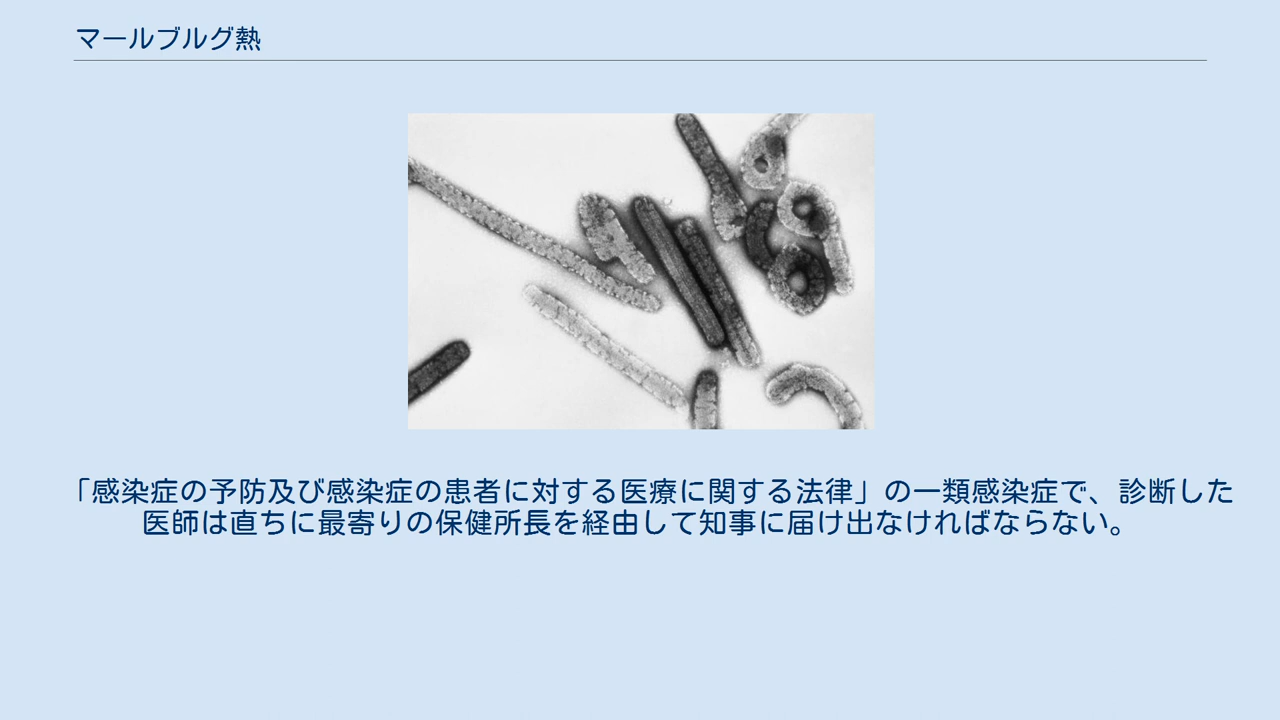 マールブルグ熱
「感染症の予防及び感染症の患者に対する医療に関する法律」の一類感染症で、診断した
医師は直ちに最寄りの保健所長を経由して知事に届け出なければならない。